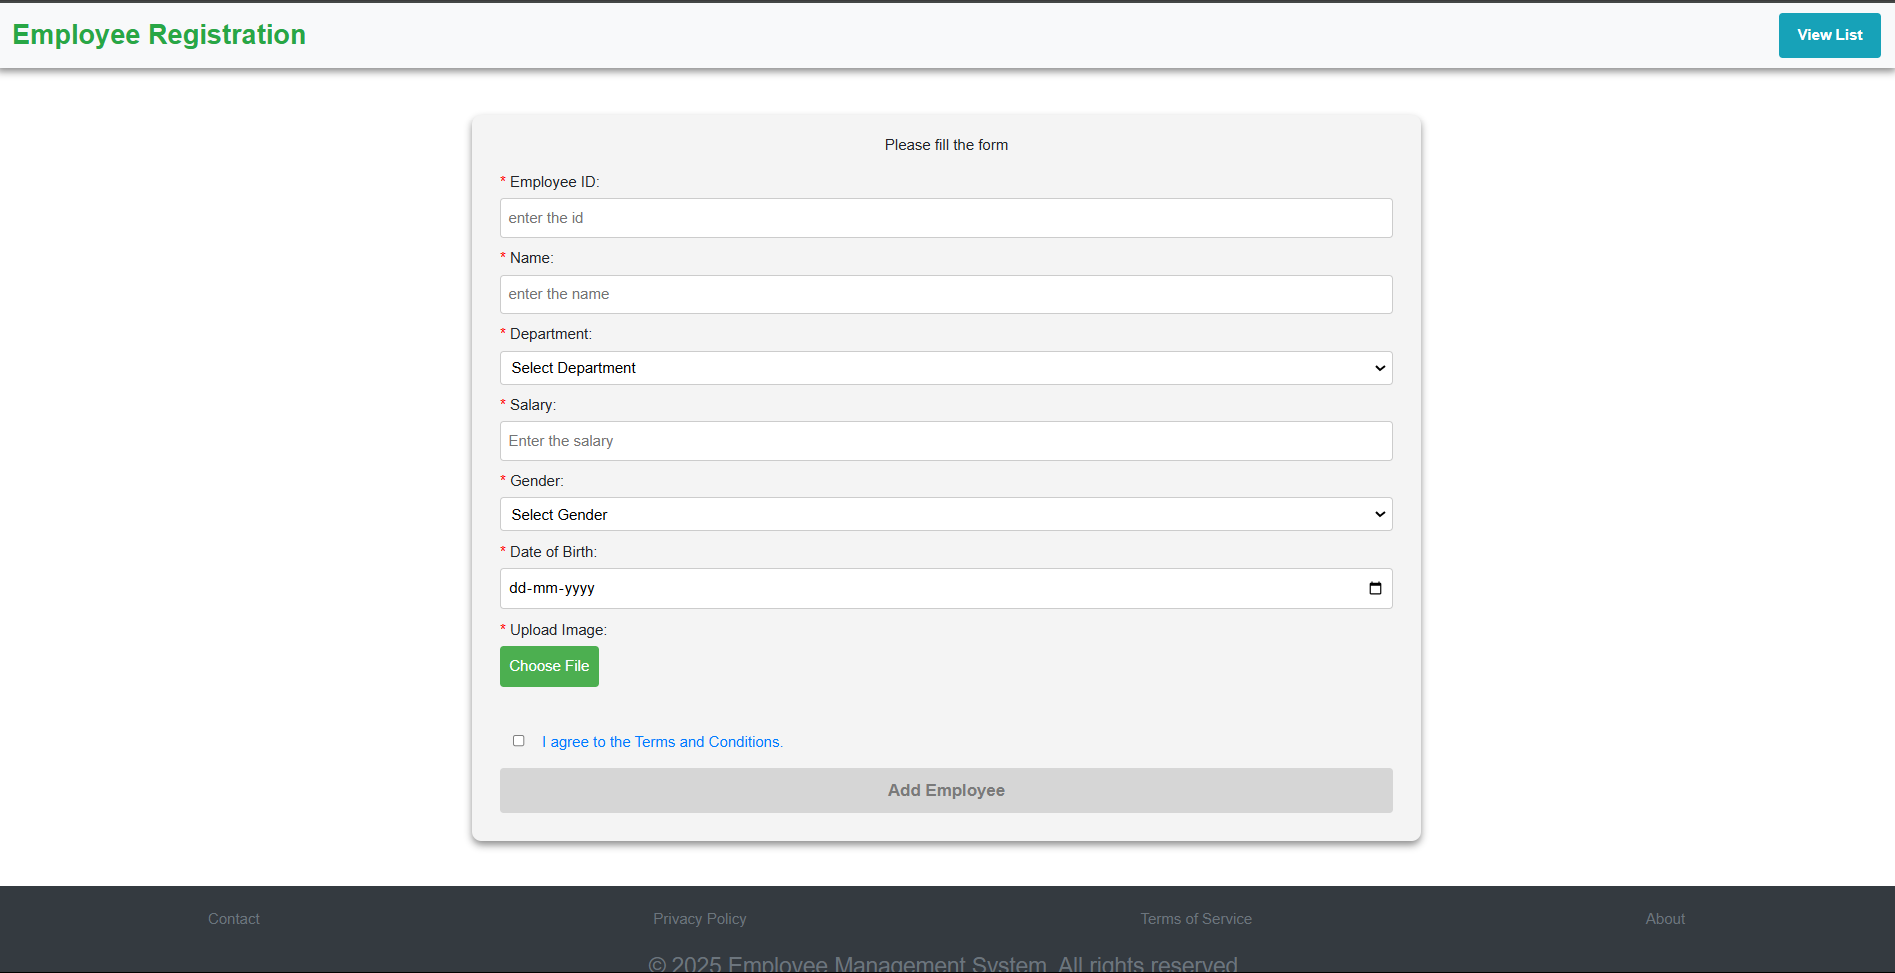 Employee Registration
View List
Please fill the form
* Employee ID:
enter the id
* Name:
enter the name
* Department:
Select Department
* Salary:
Enter the salary
* Gender:
Select Gender
* Date of Birth:
dd-mm-yyyy
* Upload Image:
Choose File
I agree to the Terms and Conditions.
Add Employee
Contact
Privacy Policy
Terms of Service
About
© 2025 Employee Management System. All rights reserved